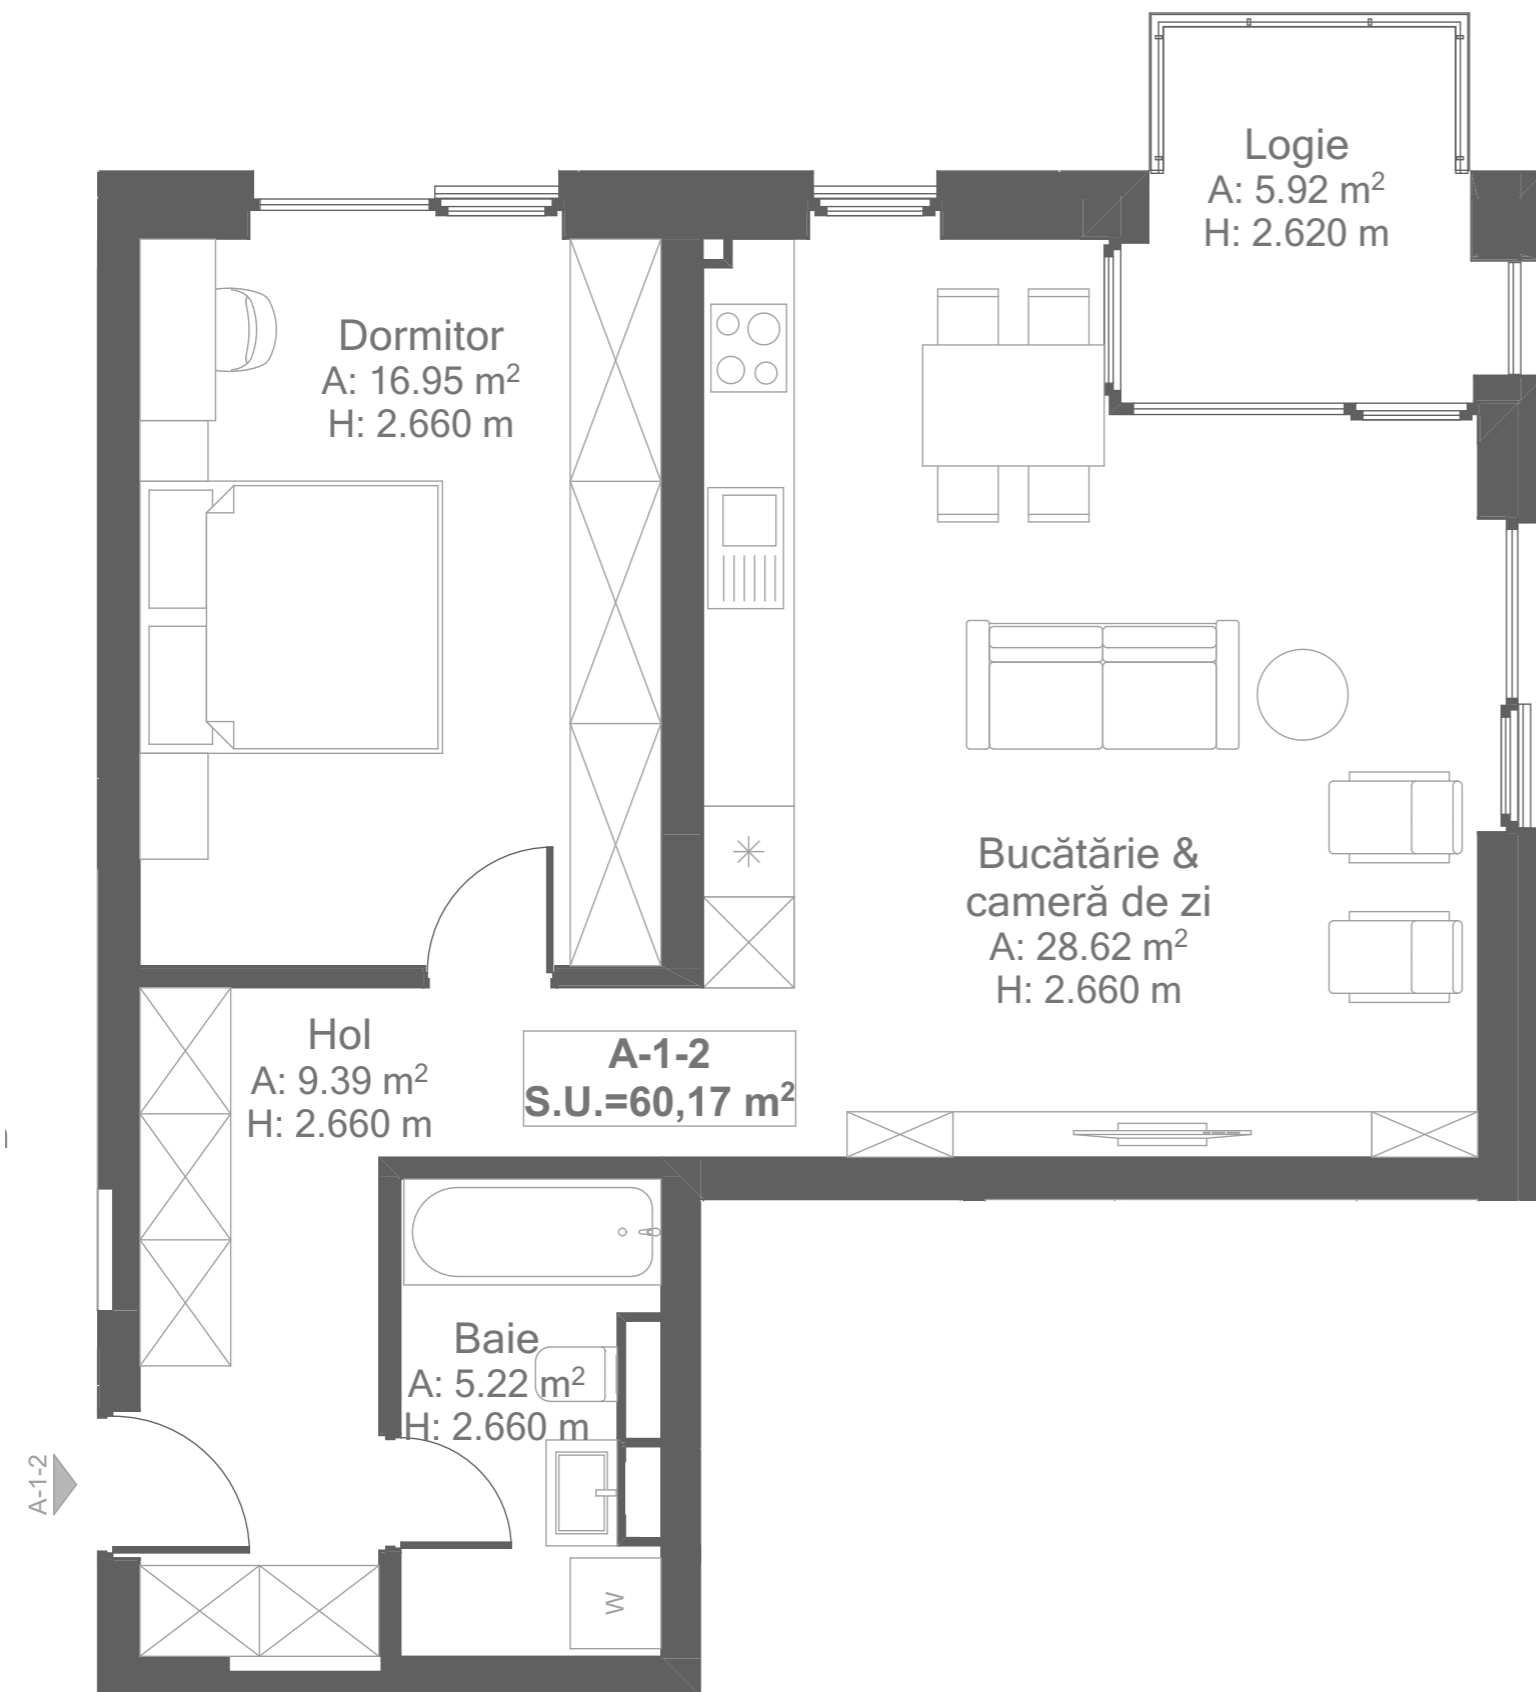 Logie
A: 5.92 m²
H: 2.620 m
Dormitor
A: 16.95 m²
H: 2.660 m
Bucătărie &
cameră de zi
A: 28.62 m²
H: 2.660 m
Hol
A: 9.39 m²
H: 2.660 m
A-1-2
S.U.=60,17 m²
Baie
A: 5.22 m²
H: 2.660 m
A-1-2
W